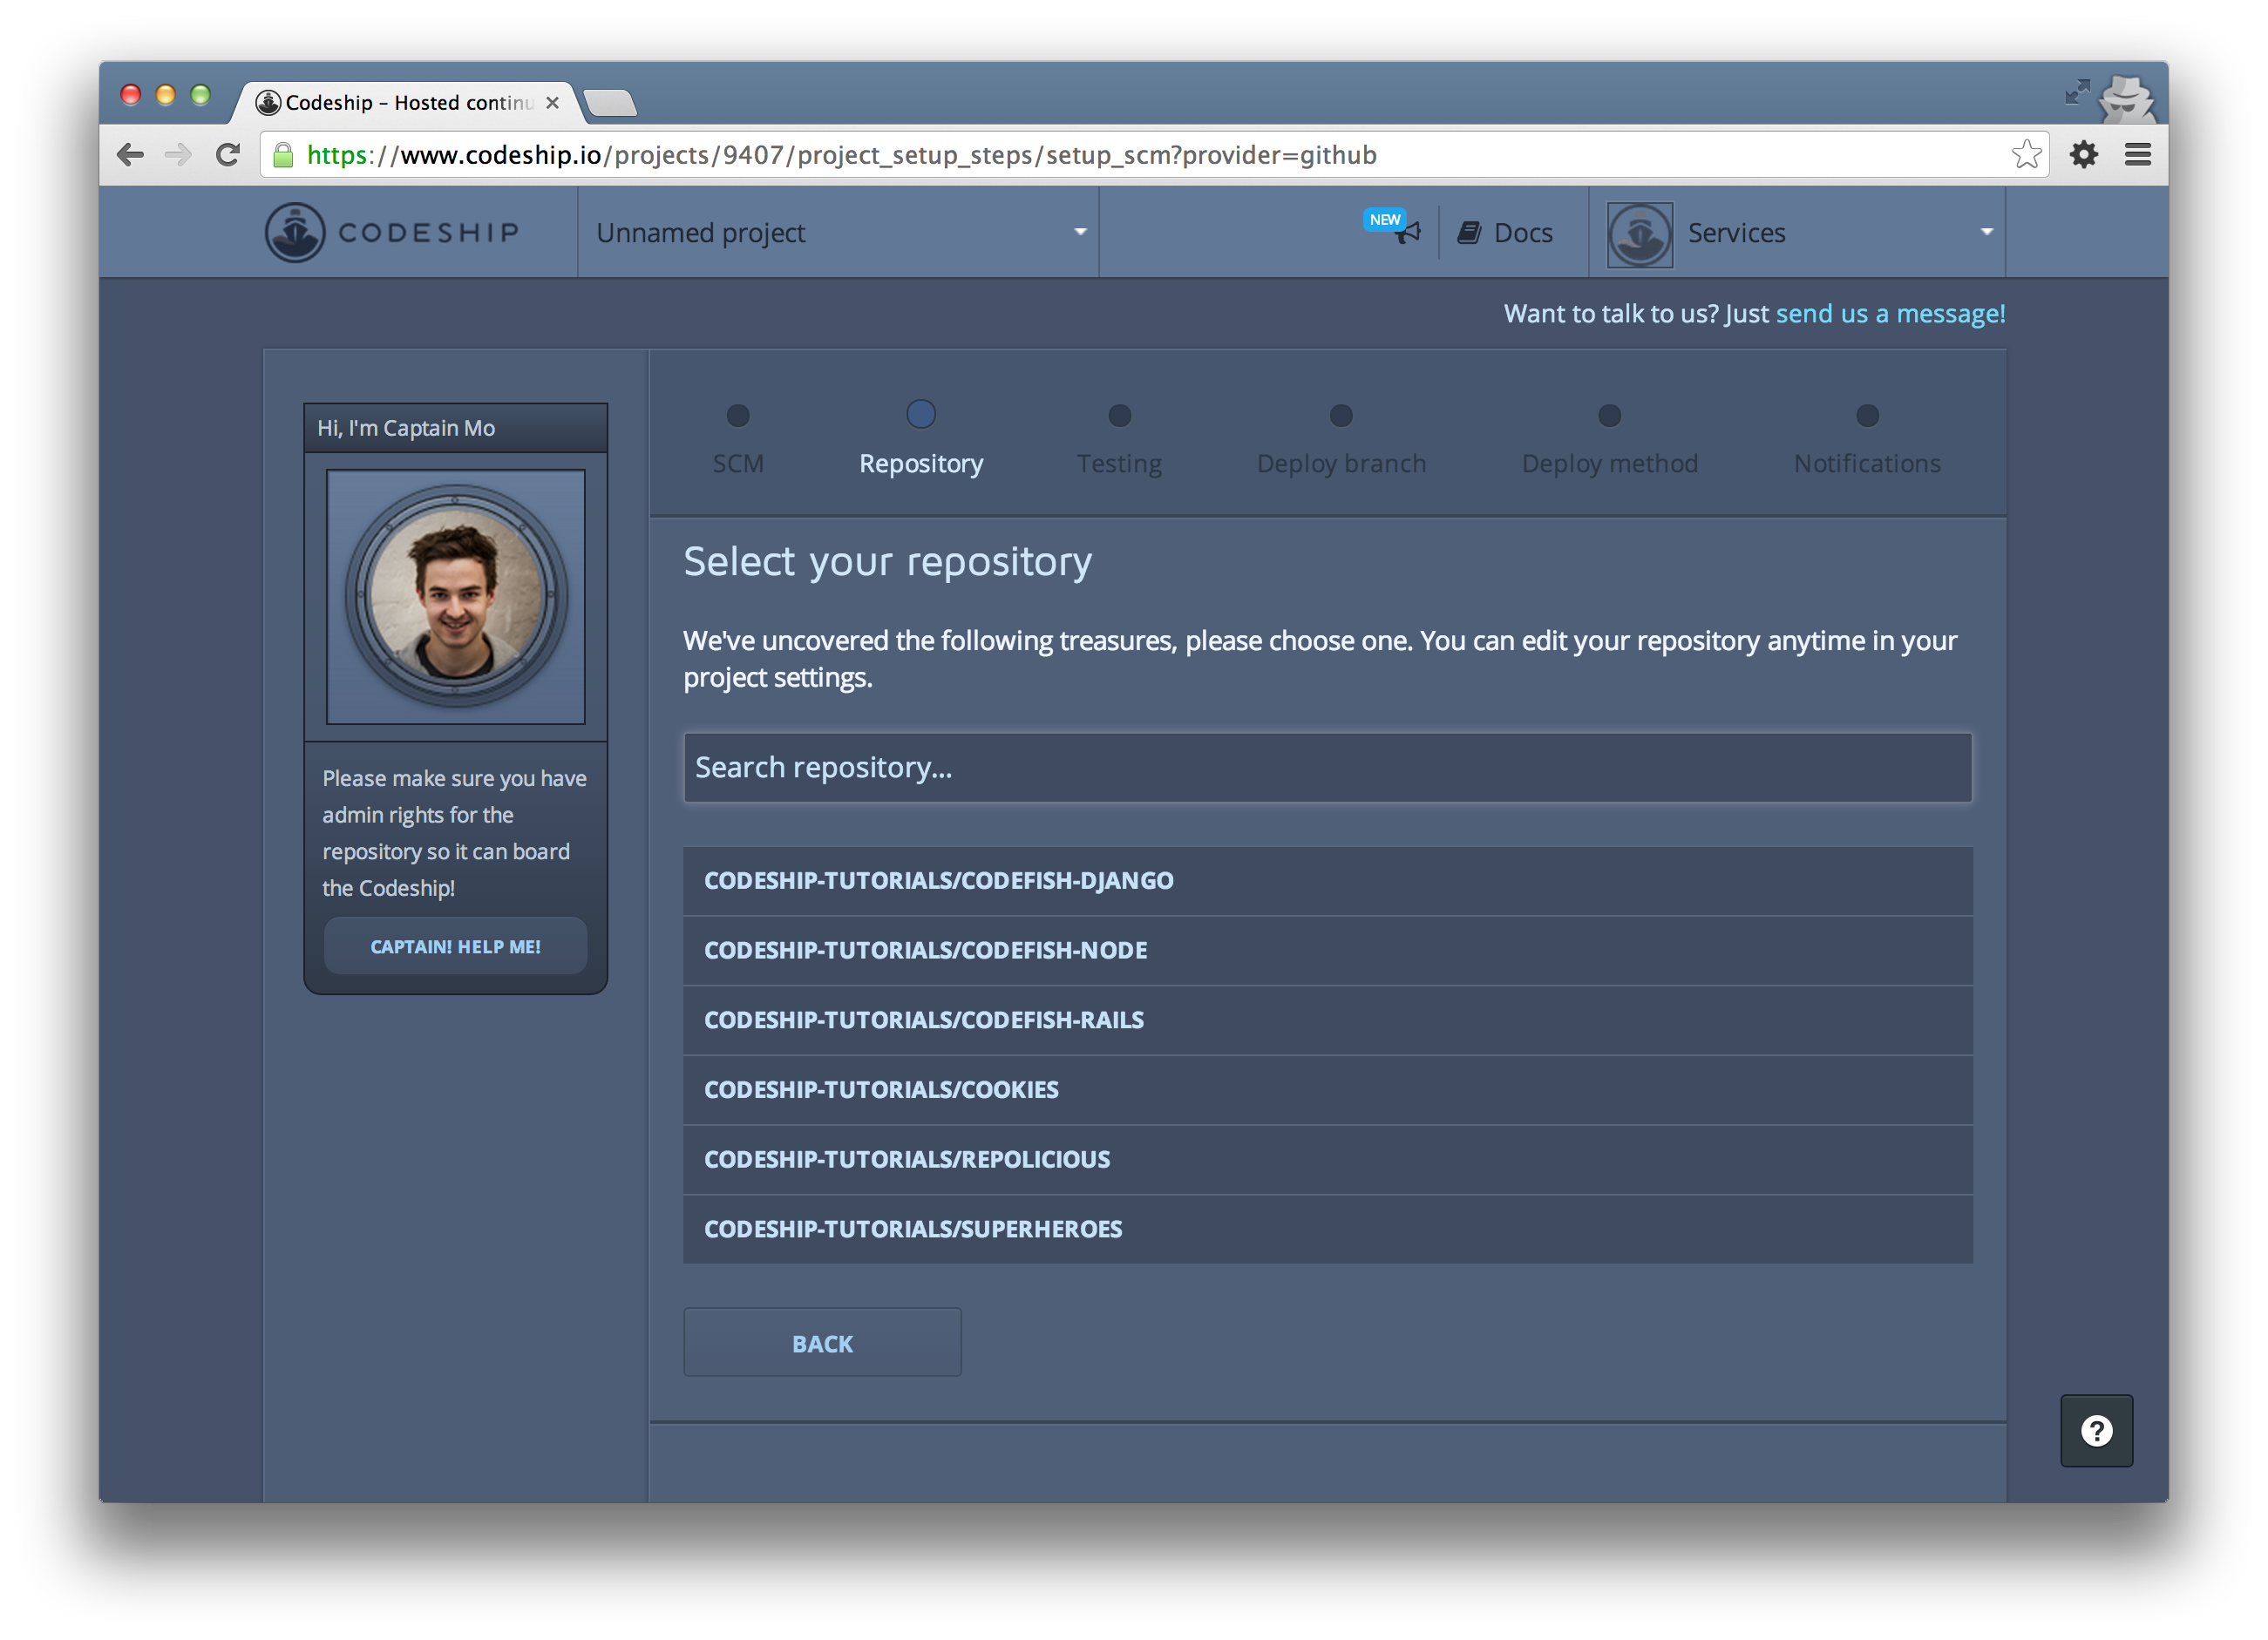 Codeship – Hosted continu
https://www.codeship.io/projects/9407/project_setup_steps/setup_scm?provider=github
CODESHIP
Unnamed project
NEW
Docs
Services
Want to talk to us? Just send us a message!
Hi, I'm Captain Mo
Please make sure you have
admin rights for the
repository so it can board
the Codeship!
CAPTAIN! HELP ME!
SCM
Repository
Testing
Deploy branch
Deploy method
Notifications
Select your repository
We've uncovered the following treasures, please choose one. You can edit your repository anytime in your
project settings.
Search repository...
CODESHIP-TUTORIALS/CODEFISH-DJANGO
CODESHIP-TUTORIALS/CODEFISH-NODE
CODESHIP-TUTORIALS/CODEFISH-RAILS
CODESHIP-TUTORIALS/COOKIES
CODESHIP-TUTORIALS/REPOLICIOUS
CODESHIP-TUTORIALS/SUPERHEROES
BACK
?